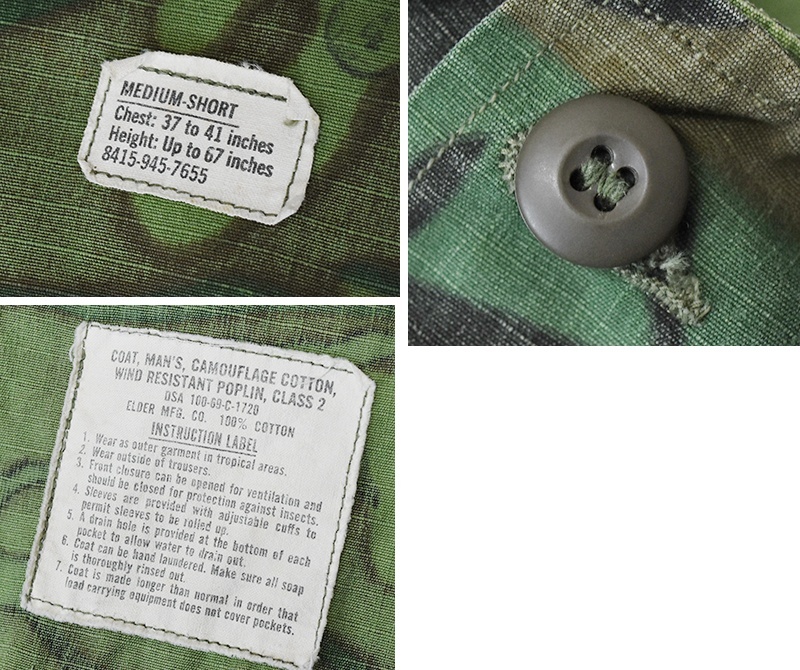 MEDIUM-SHORT
Chest: 37 to 41 inches
Height: Up to 67 inches
8415-945-7655
COAT, MAN'S, CAMOUFLAGE COTTON,
WIND RESISTANT POPLIN, CLASS 2
DSA 100-69-C-1720
ELDER MFG. CO. 100% COTTON
INSTRUCTION LABEL
1. Wear as outer garment in tropical areas.
2. Wear outside of trousers.
3. Front closure can be opened for ventilation and
should be closed for protection against insects.
4. Sleeves are provided with adjustable cuffs to
permit sleeves to be rolled up.
5. A drain hole is provided at the bottom of each
pocket to allow water to drain out.
6. Coat can be hand laundered. Make sure all soap
is thoroughly rinsed out.
7. Coat is made longer than normal in order that
load carrying equipment does not cover pockets.